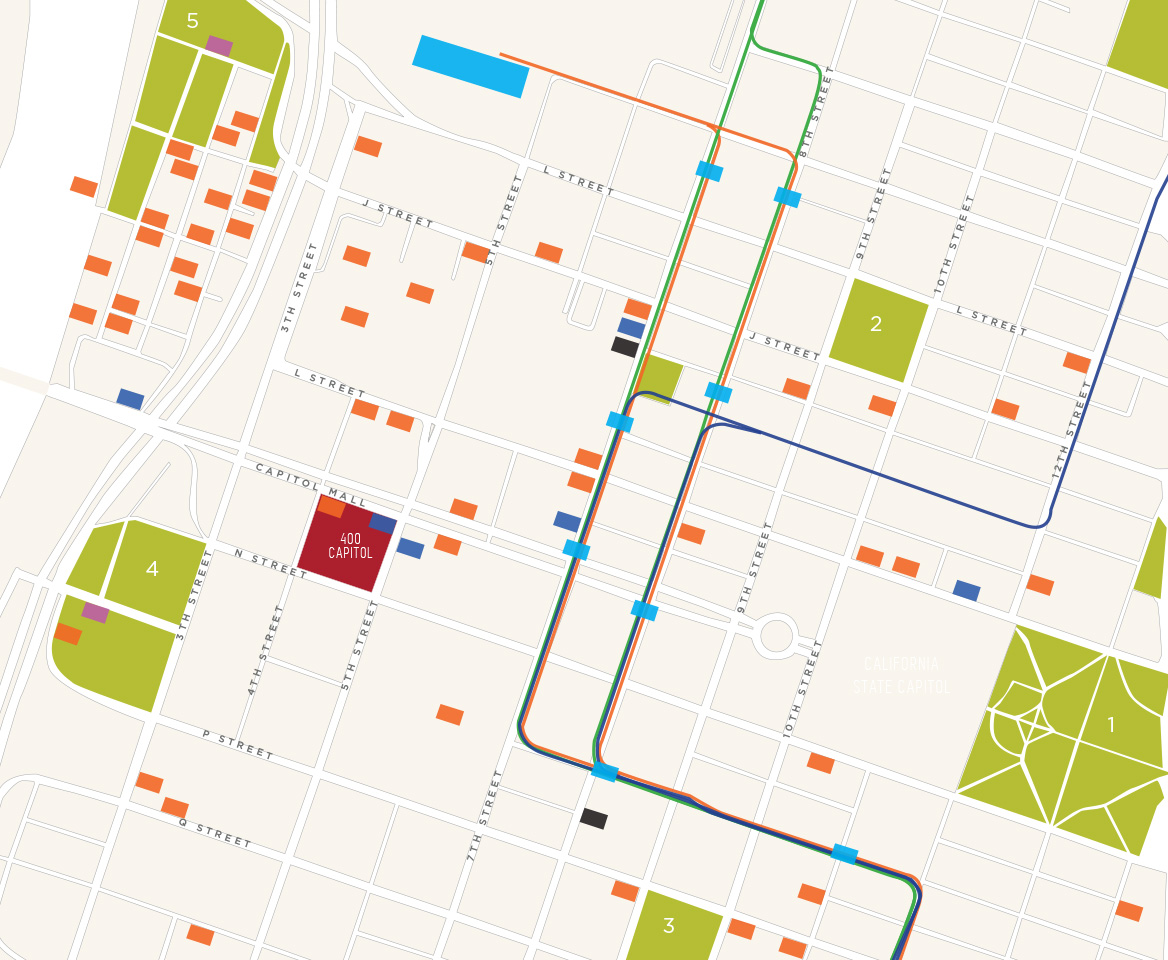 5
8TH STREET
L STREET
J STREET
5TH STREET
9TH STREET
10TH STREET
3TH STREET
L STREET
2
J STREET
L STREET
12TH STREET
CAPITOL MALL
400
CAPITOL
N STREET
4
3TH STREET
9TH STREET
4TH STREET
5TH STREET
10TH STREET
CALIFORNIA
STATE CAPITOL
1
P STREET
7TH STREET
Q STREET
3